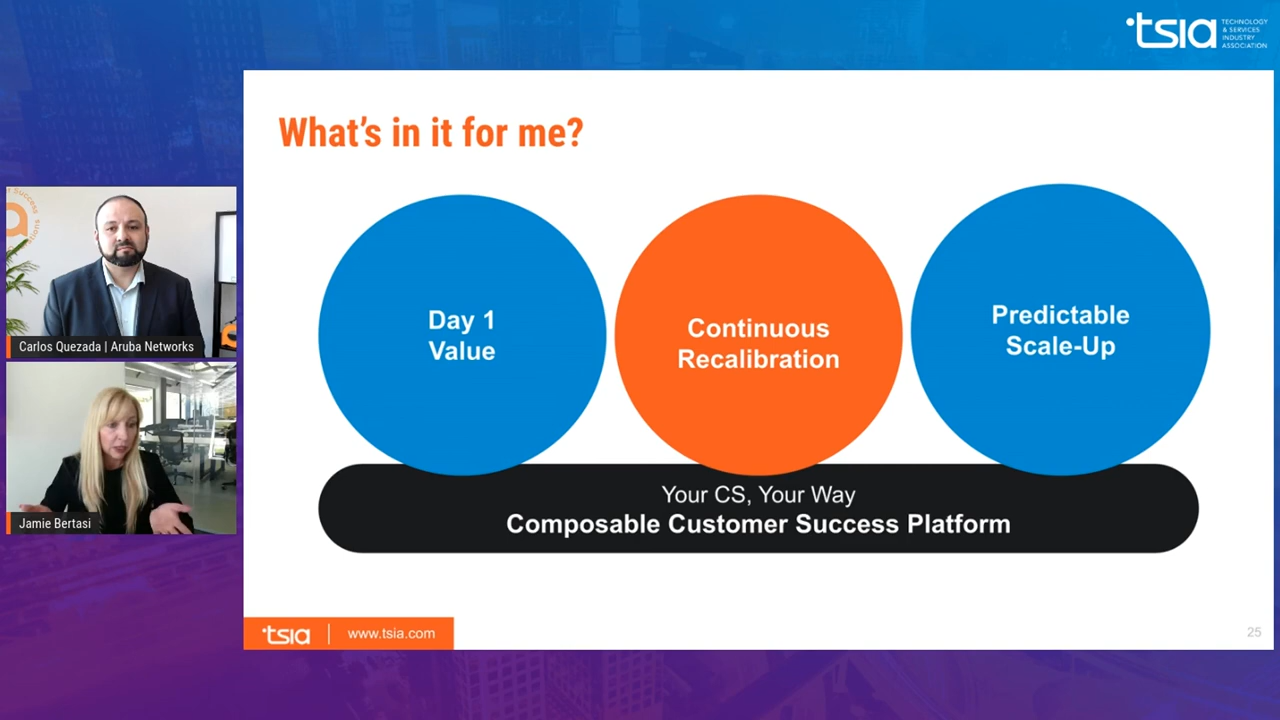 tsia
TECHNOLOGY
& SERVICES
INDUSTRY
ASSOCIATION
What's in it for me?
Day 1
Value
Continuous
Recalibration
Predictable
Scale-Up
Your CS, Your Way
Composable Customer Success Platform
Carlos Quezada | Aruba Networks
Jamie Bertasi
tsia | www.tsia.com
25